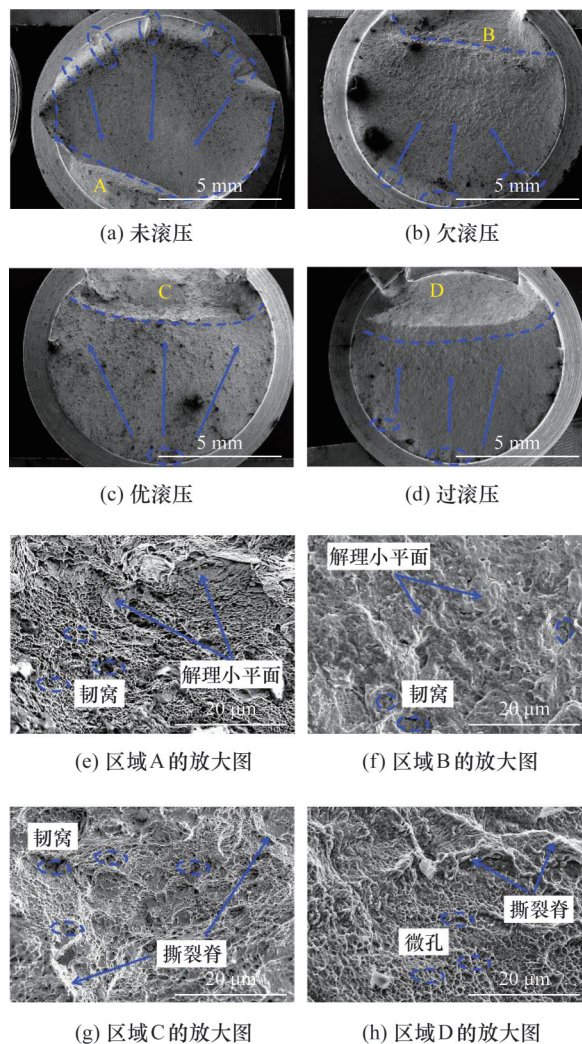 A
5 mm
B
5 mm
(a) 未滚压
(b) 欠滚压
C
5 mm
D
5 mm
(c) 优滚压
(d) 过滚压
解理小平面
韧窝
20 μm
解理小平面
韧窝
20 μm
(e) 区域A的放大图
(f) 区域B的放大图
韧窝
撕裂脊
20 μm
撕裂脊
微孔
20 μm
(g) 区域C的放大图
(h) 区域D的放大图